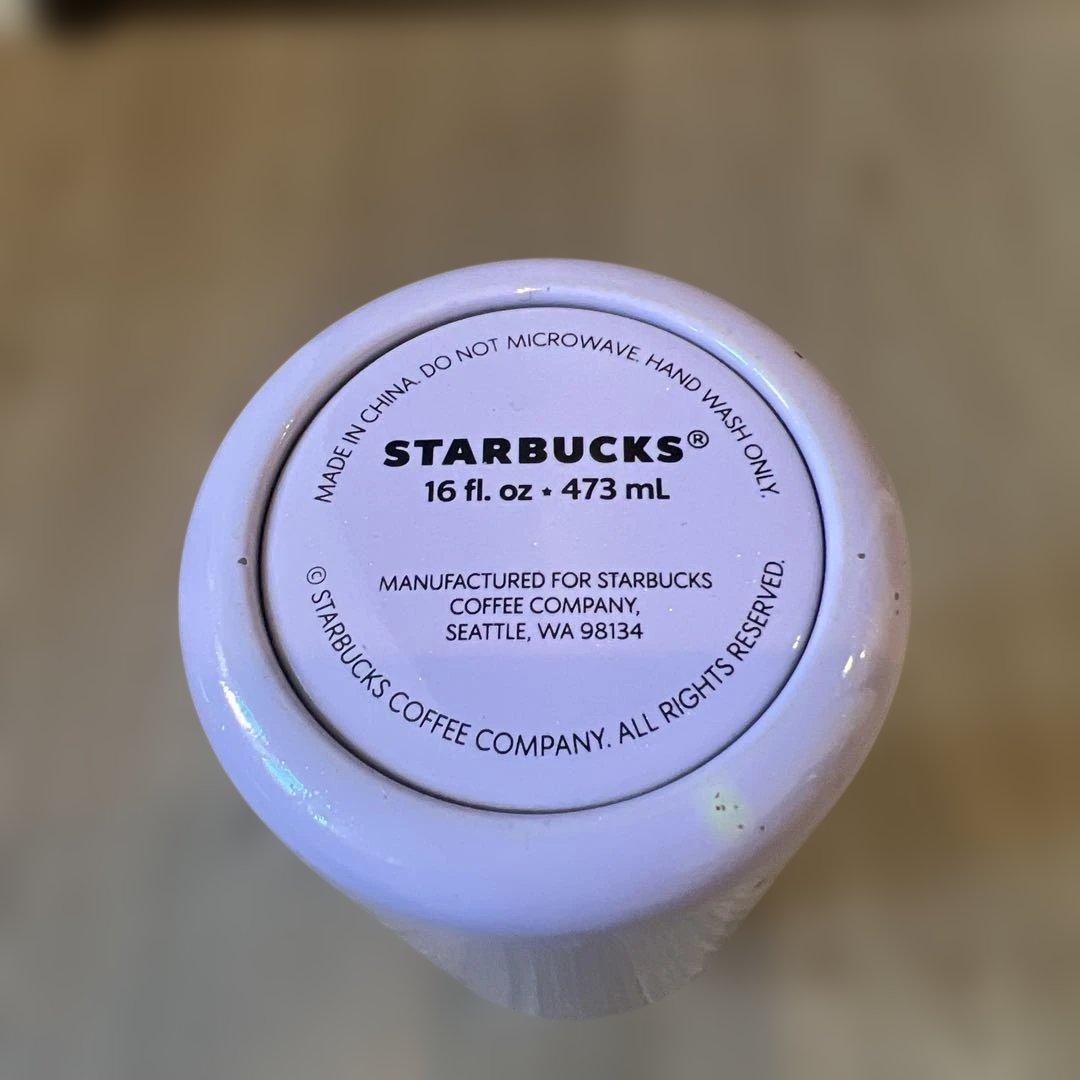 MADE IN CHINA. DO NOT MICROWAVE. HAND WASH ONLY.
STARBUCKS®
16 fl. oz ⋆ 473 mL
MANUFACTURED FOR STARBUCKS
COFFEE COMPANY,
SEATTLE, WA 98134
© STARBUCKS COFFEE COMPANY. ALL RIGHTS RESERVED.